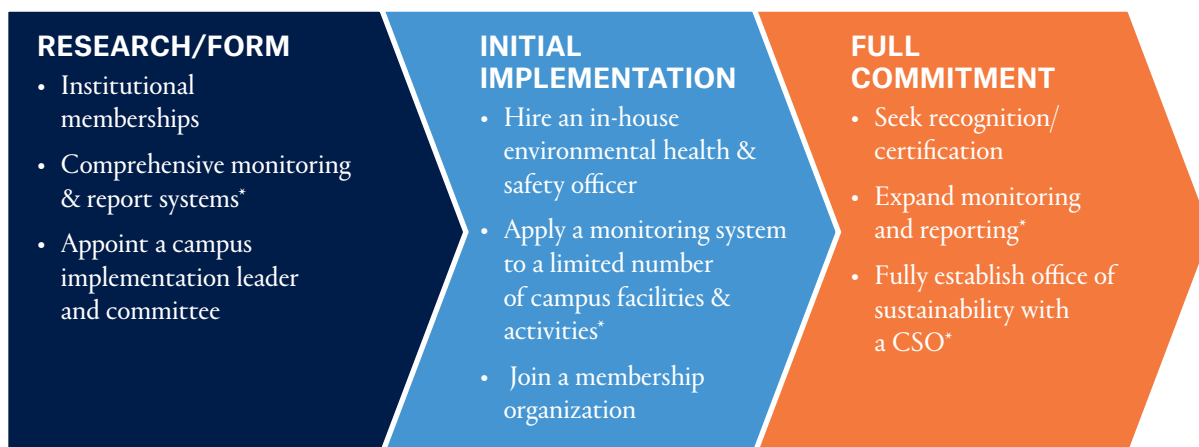 RESEARCH/FORM
• Institutional
memberships
• Comprehensive monitoring
& report systems*
• Appoint a campus
implementation leader
and committee
INITIAL
IMPLEMENTATION
• Hire an in-house
environmental health &
safety officer
• Apply a monitoring system
to a limited number
of campus facilities &
activities*
• Join a membership
organization
FULL
COMMITMENT
• Seek recognition/
certification
• Expand monitoring
and reporting*
• Fully establish office of
sustainability with
a CSO*